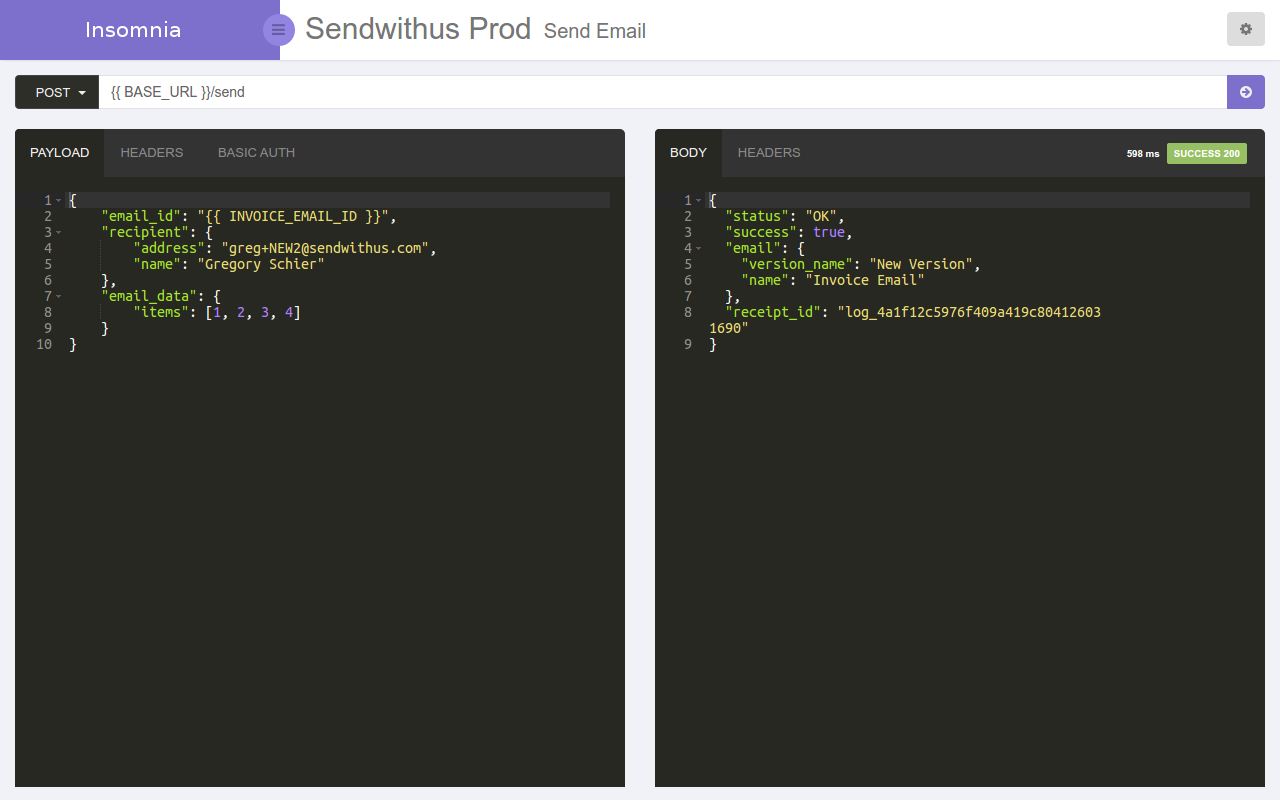 Insomnia
Sendwithus Prod Send Email
POST
{{ BASE_URL }}/send
PAYLOAD HEADERS BASIC AUTH
1 {
2     "email_id": "{{ INVOICE_EMAIL_ID }}",
3     "recipient": {
4         "address": "greg+NEW2@sendwithus.com",
5         "name": "Gregory Schier"
6     },
7     "email_data": {
8         "items": [1, 2, 3, 4]
9     }
10 }
BODY HEADERS 598 ms SUCCESS 200
1 {
2   "status": "OK",
3   "success": true,
4   "email": {
5     "version_name": "New Version",
6     "name": "Invoice Email"
7   },
8   "receipt_id": "log_4a1f12c5976f409a419c80412603
1690"
9 }